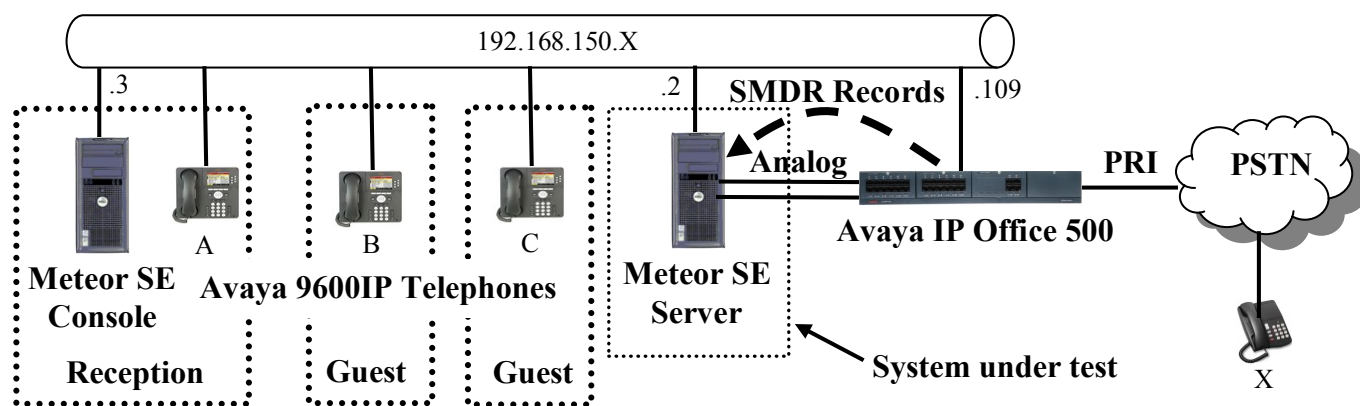 192.168.150.X
.3
.2
.109
SMDR Records
Analog
PRI
PSTN
A
B
C
Avaya IP Office 500
Meteor SE
Console
Avaya 9600IP Telephones
Meteor SE
Server
Reception
Guest
Guest
System under test
X